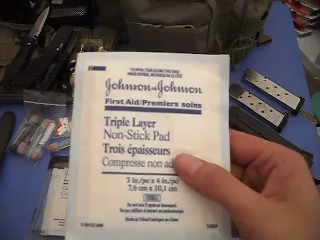 Johnson & Johnson
First Aid/Premiers soins
Triple Layer
Non-Stick Pad
Trois épaisseurs
Compresse non ad
3 in./po x 4 in./po
7,6 cm x 10,1 cm